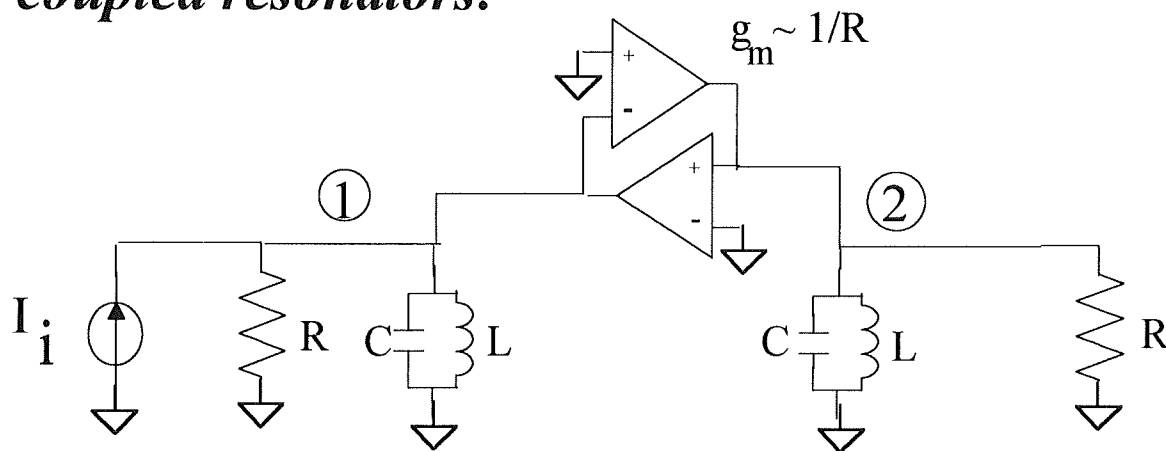 coupled resonators.
g_m ~ 1/R
+
-
+
-
1
2
I_i
R
C
L
C
L
R